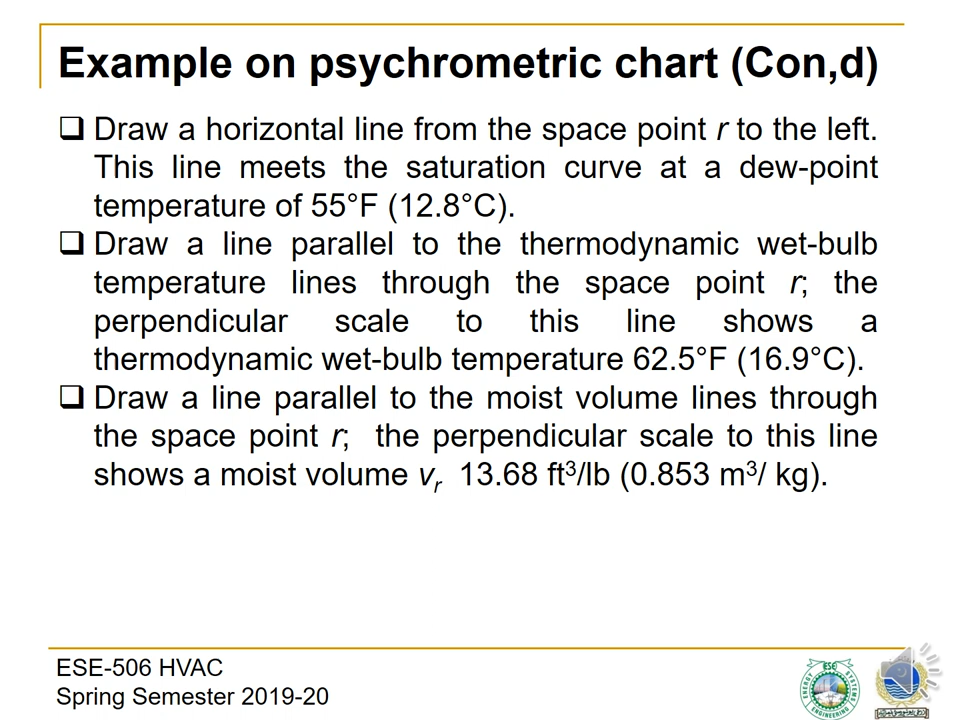 Example on psychrometric chart (Con,d)
❑ Draw a horizontal line from the space point r to the left.
This line meets the saturation curve at a dew-point
temperature of 55°F (12.8°C).
❑ Draw a line parallel to the thermodynamic wet-bulb
temperature lines through the space point r; the
perpendicular scale to this line shows a
thermodynamic wet-bulb temperature 62.5°F (16.9°C).
❑ Draw a line parallel to the moist volume lines through
the space point r; the perpendicular scale to this line
shows a moist volume vᵣ 13.68 ft³/lb (0.853 m³/ kg).
ESE-506 HVAC
Spring Semester 2019-20
ESE
ENERGY SYSTEMS
ENGINEERING